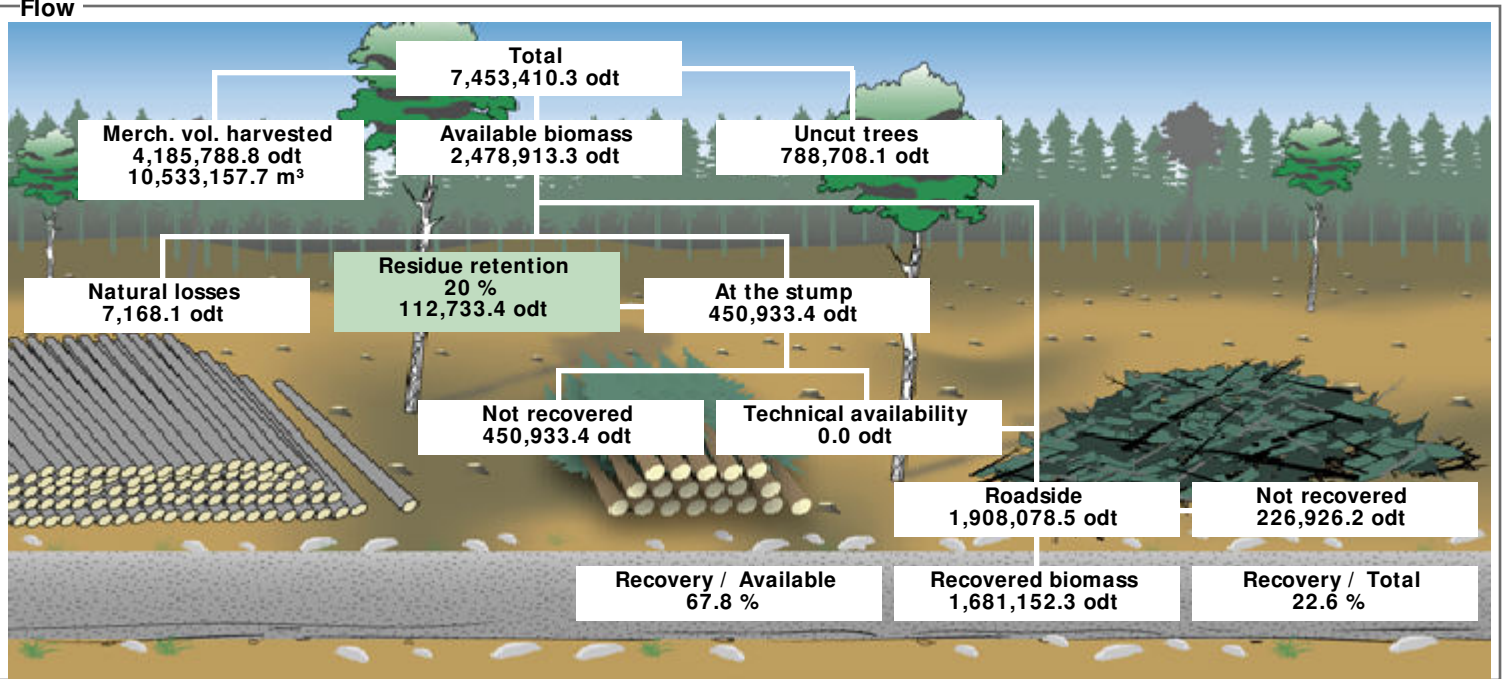 Flow
Total
7,453,410.3 odt
Merch. vol. harvested
4,185,788.8 odt
10,533,157.7 m³
Available biomass
2,478,913.3 odt
Uncut trees
788,708.1 odt
Natural losses
7,168.1 odt
Residue retention
20 %
112,733.4 odt
At the stump
450,933.4 odt
Not recovered
450,933.4 odt
Technical availability
0.0 odt
Roadside
1,908,078.5 odt
Not recovered
226,926.2 odt
Recovery / Available
67.8 %
Recovered biomass
1,681,152.3 odt
Recovery / Total
22.6 %